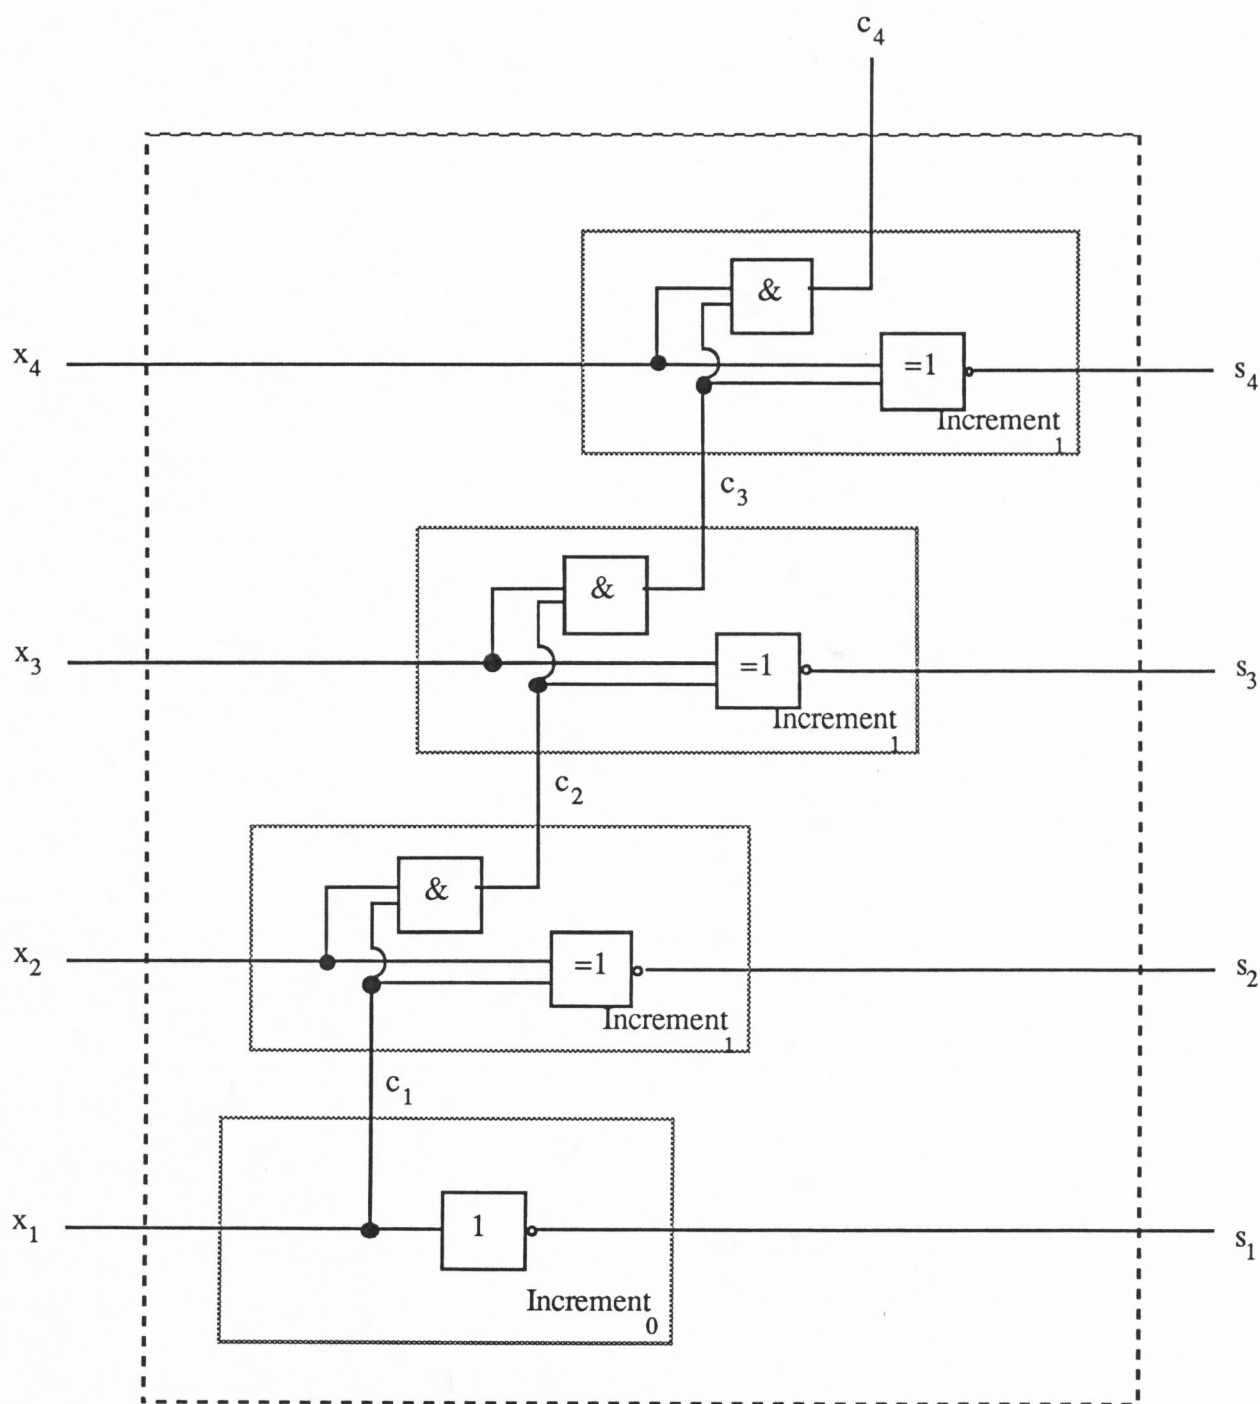 c4
&
x4
=1
s4
Increment 1
c3
&
x3
=1
s3
Increment 1
c2
&
x2
=1
s2
Increment 1
c1
x1
1
s1
Increment 0